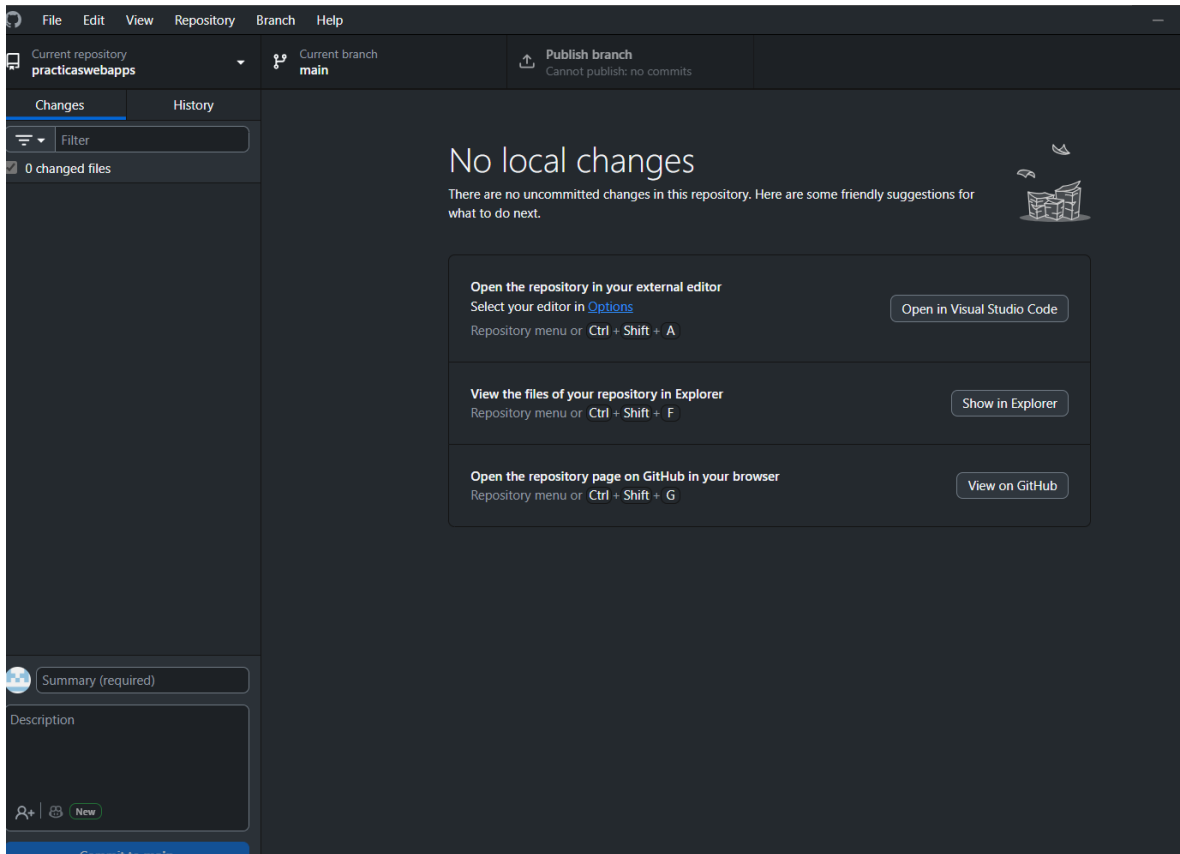 File Edit View Repository Branch Help
Current repository
practicaswebapps
Current branch
main
Publish branch
Cannot publish: no commits
Changes History
Filter
0 changed files
No local changes
There are no uncommitted changes in this repository. Here are some friendly suggestions for
what to do next.
Open the repository in your external editor
Select your editor in Options
Repository menu or Ctrl + Shift + A
Open in Visual Studio Code
View the files of your repository in Explorer
Repository menu or Ctrl + Shift + F
Show in Explorer
Open the repository page on GitHub in your browser
Repository menu or Ctrl + Shift + G
View on GitHub
Summary (required)
Description
New
Commit to main